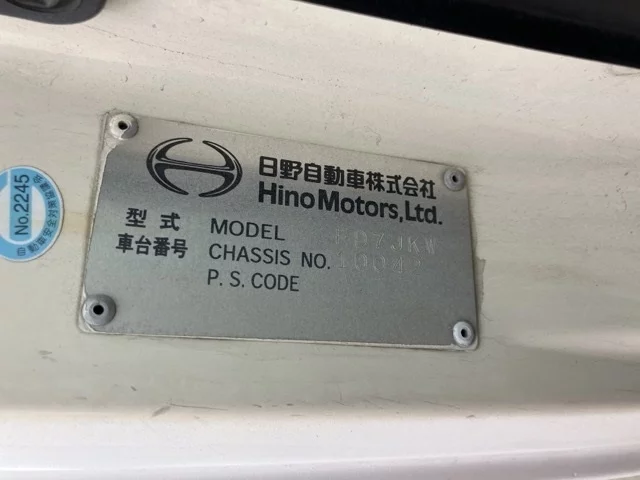 日野自動車株式会社
Hino Motors, Ltd.
型式 MODEL
車台番号 CHASSIS NO.
P. S. CODE
No.2245